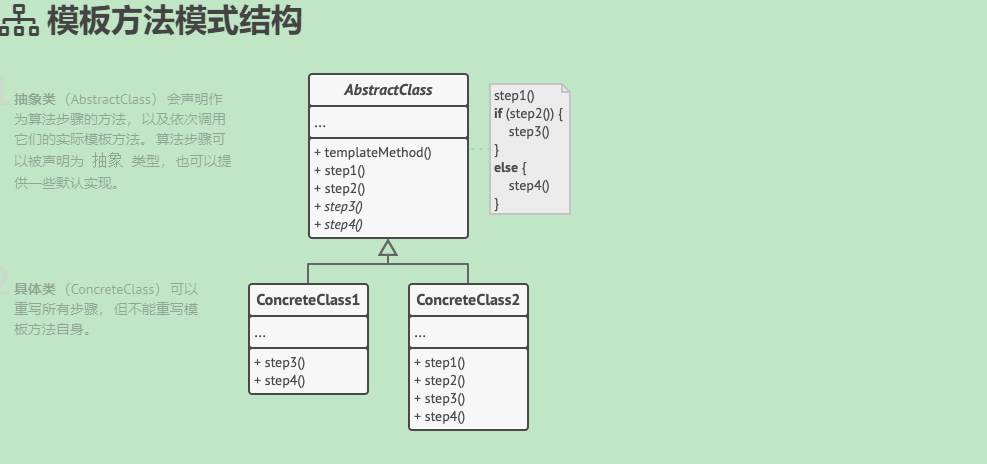 模板方法模式结构
1
抽象类（AbstractClass）会声明作
为算法步骤的方法，以及依次调用
它们的实际模板方法。算法步骤可
以被声明为 抽象 类型，也可以提
供一些默认实现。
AbstractClass
...
+ templateMethod()
+ step1()
+ step2()
+ step3()
+ step4()
step1()
if (step2()) {
step3()
}
else {
step4()
}
2
具体类（ConcreteClass）可以
重写所有步骤，但不能重写模
板方法自身。
ConcreteClass1
...
+ step3()
+ step4()
ConcreteClass2
...
+ step1()
+ step2()
+ step3()
+ step4()